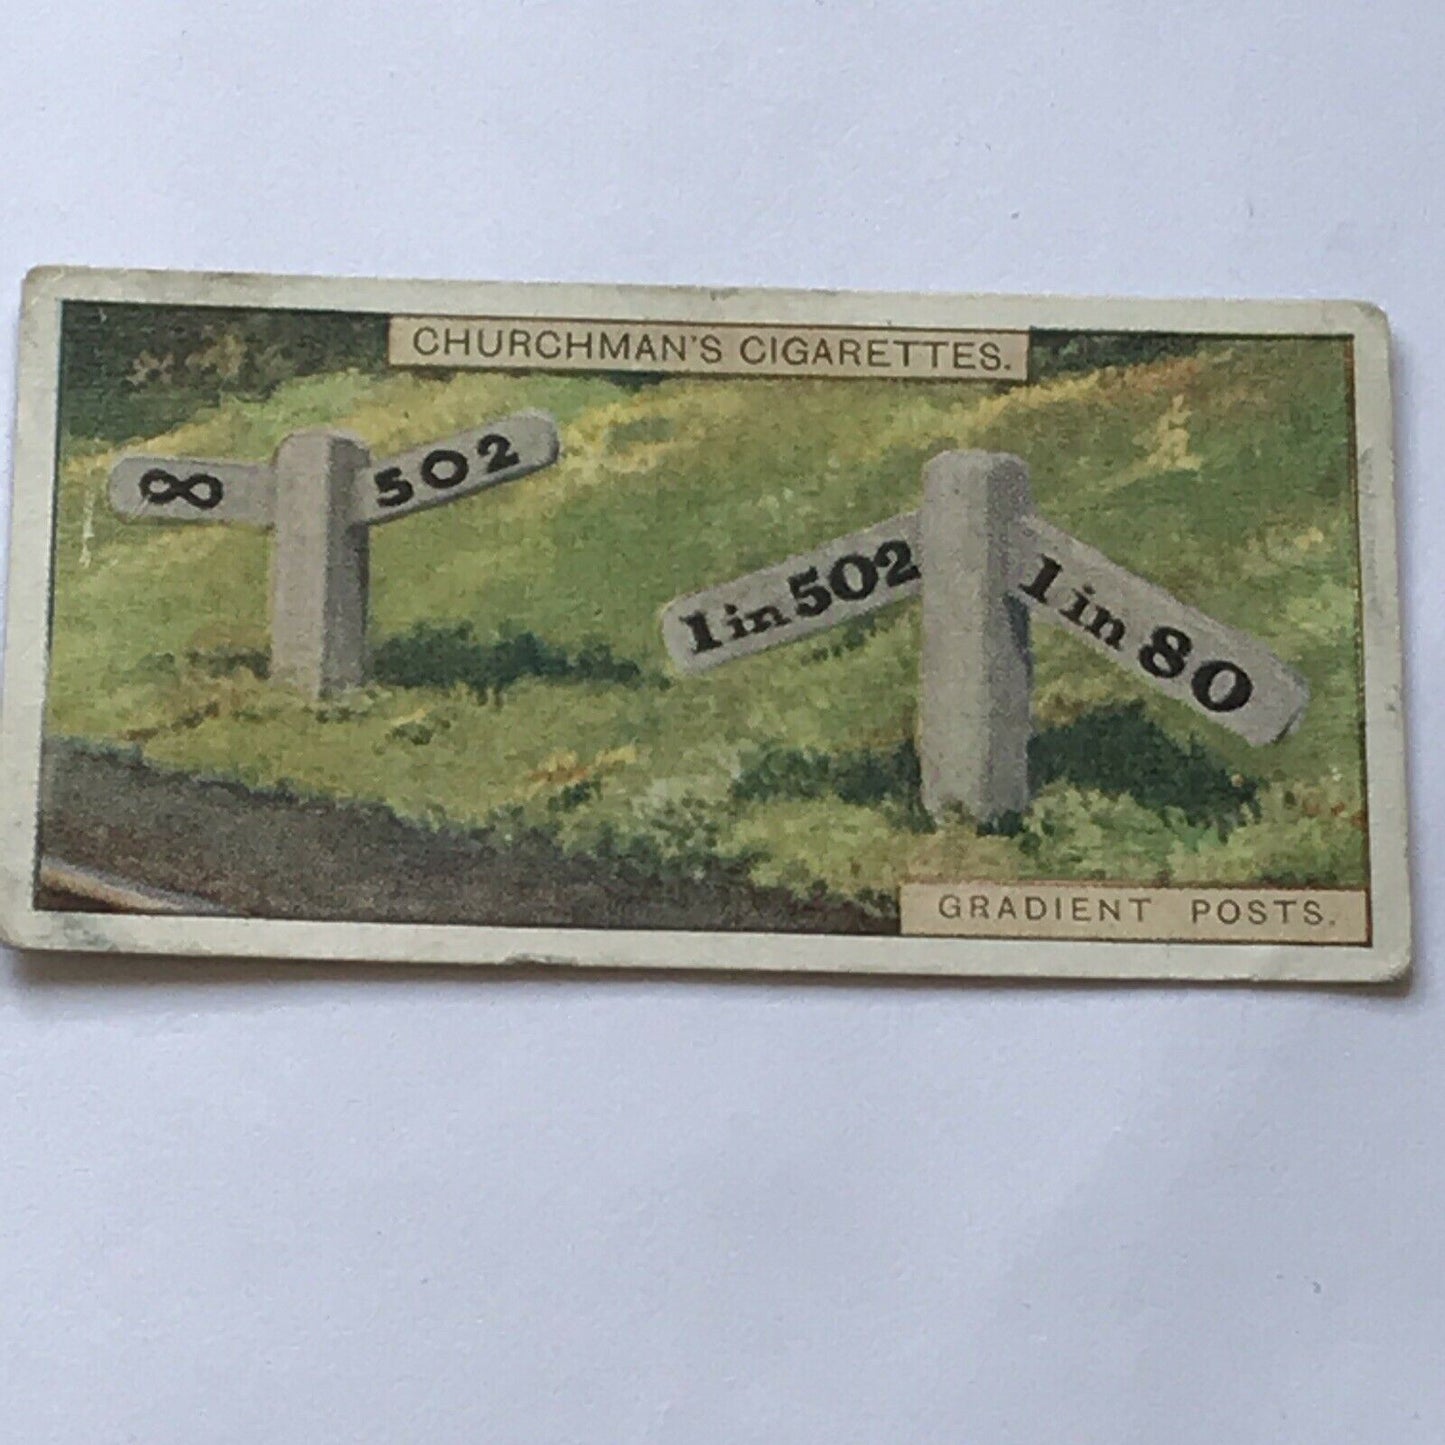 CHURCHMAN'S CIGARETTES.
∞ 502
1 in 502 1 in 80
GRADIENT POSTS.